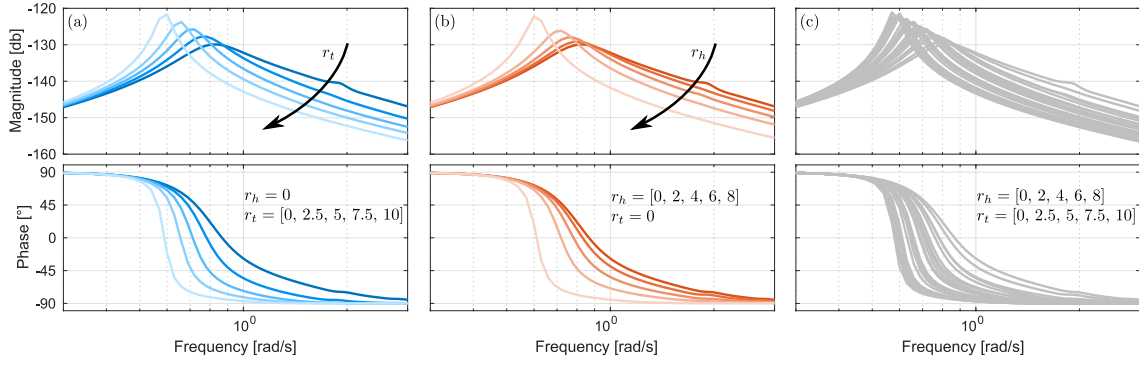 (a)
Magnitude [db]
-120
-130
-140
-150
-160
r_t
(b)
r_h
(c)
Phase [°]
90
45
0
-45
-90
r_h = 0
r_t = [0, 2.5, 5, 7.5, 10]
10^0
Frequency [rad/s]
r_h = [0, 2, 4, 6, 8]
r_t = 0
10^0
Frequency [rad/s]
r_h = [0, 2, 4, 6, 8]
r_t = [0, 2.5, 5, 7.5, 10]
10^0
Frequency [rad/s]